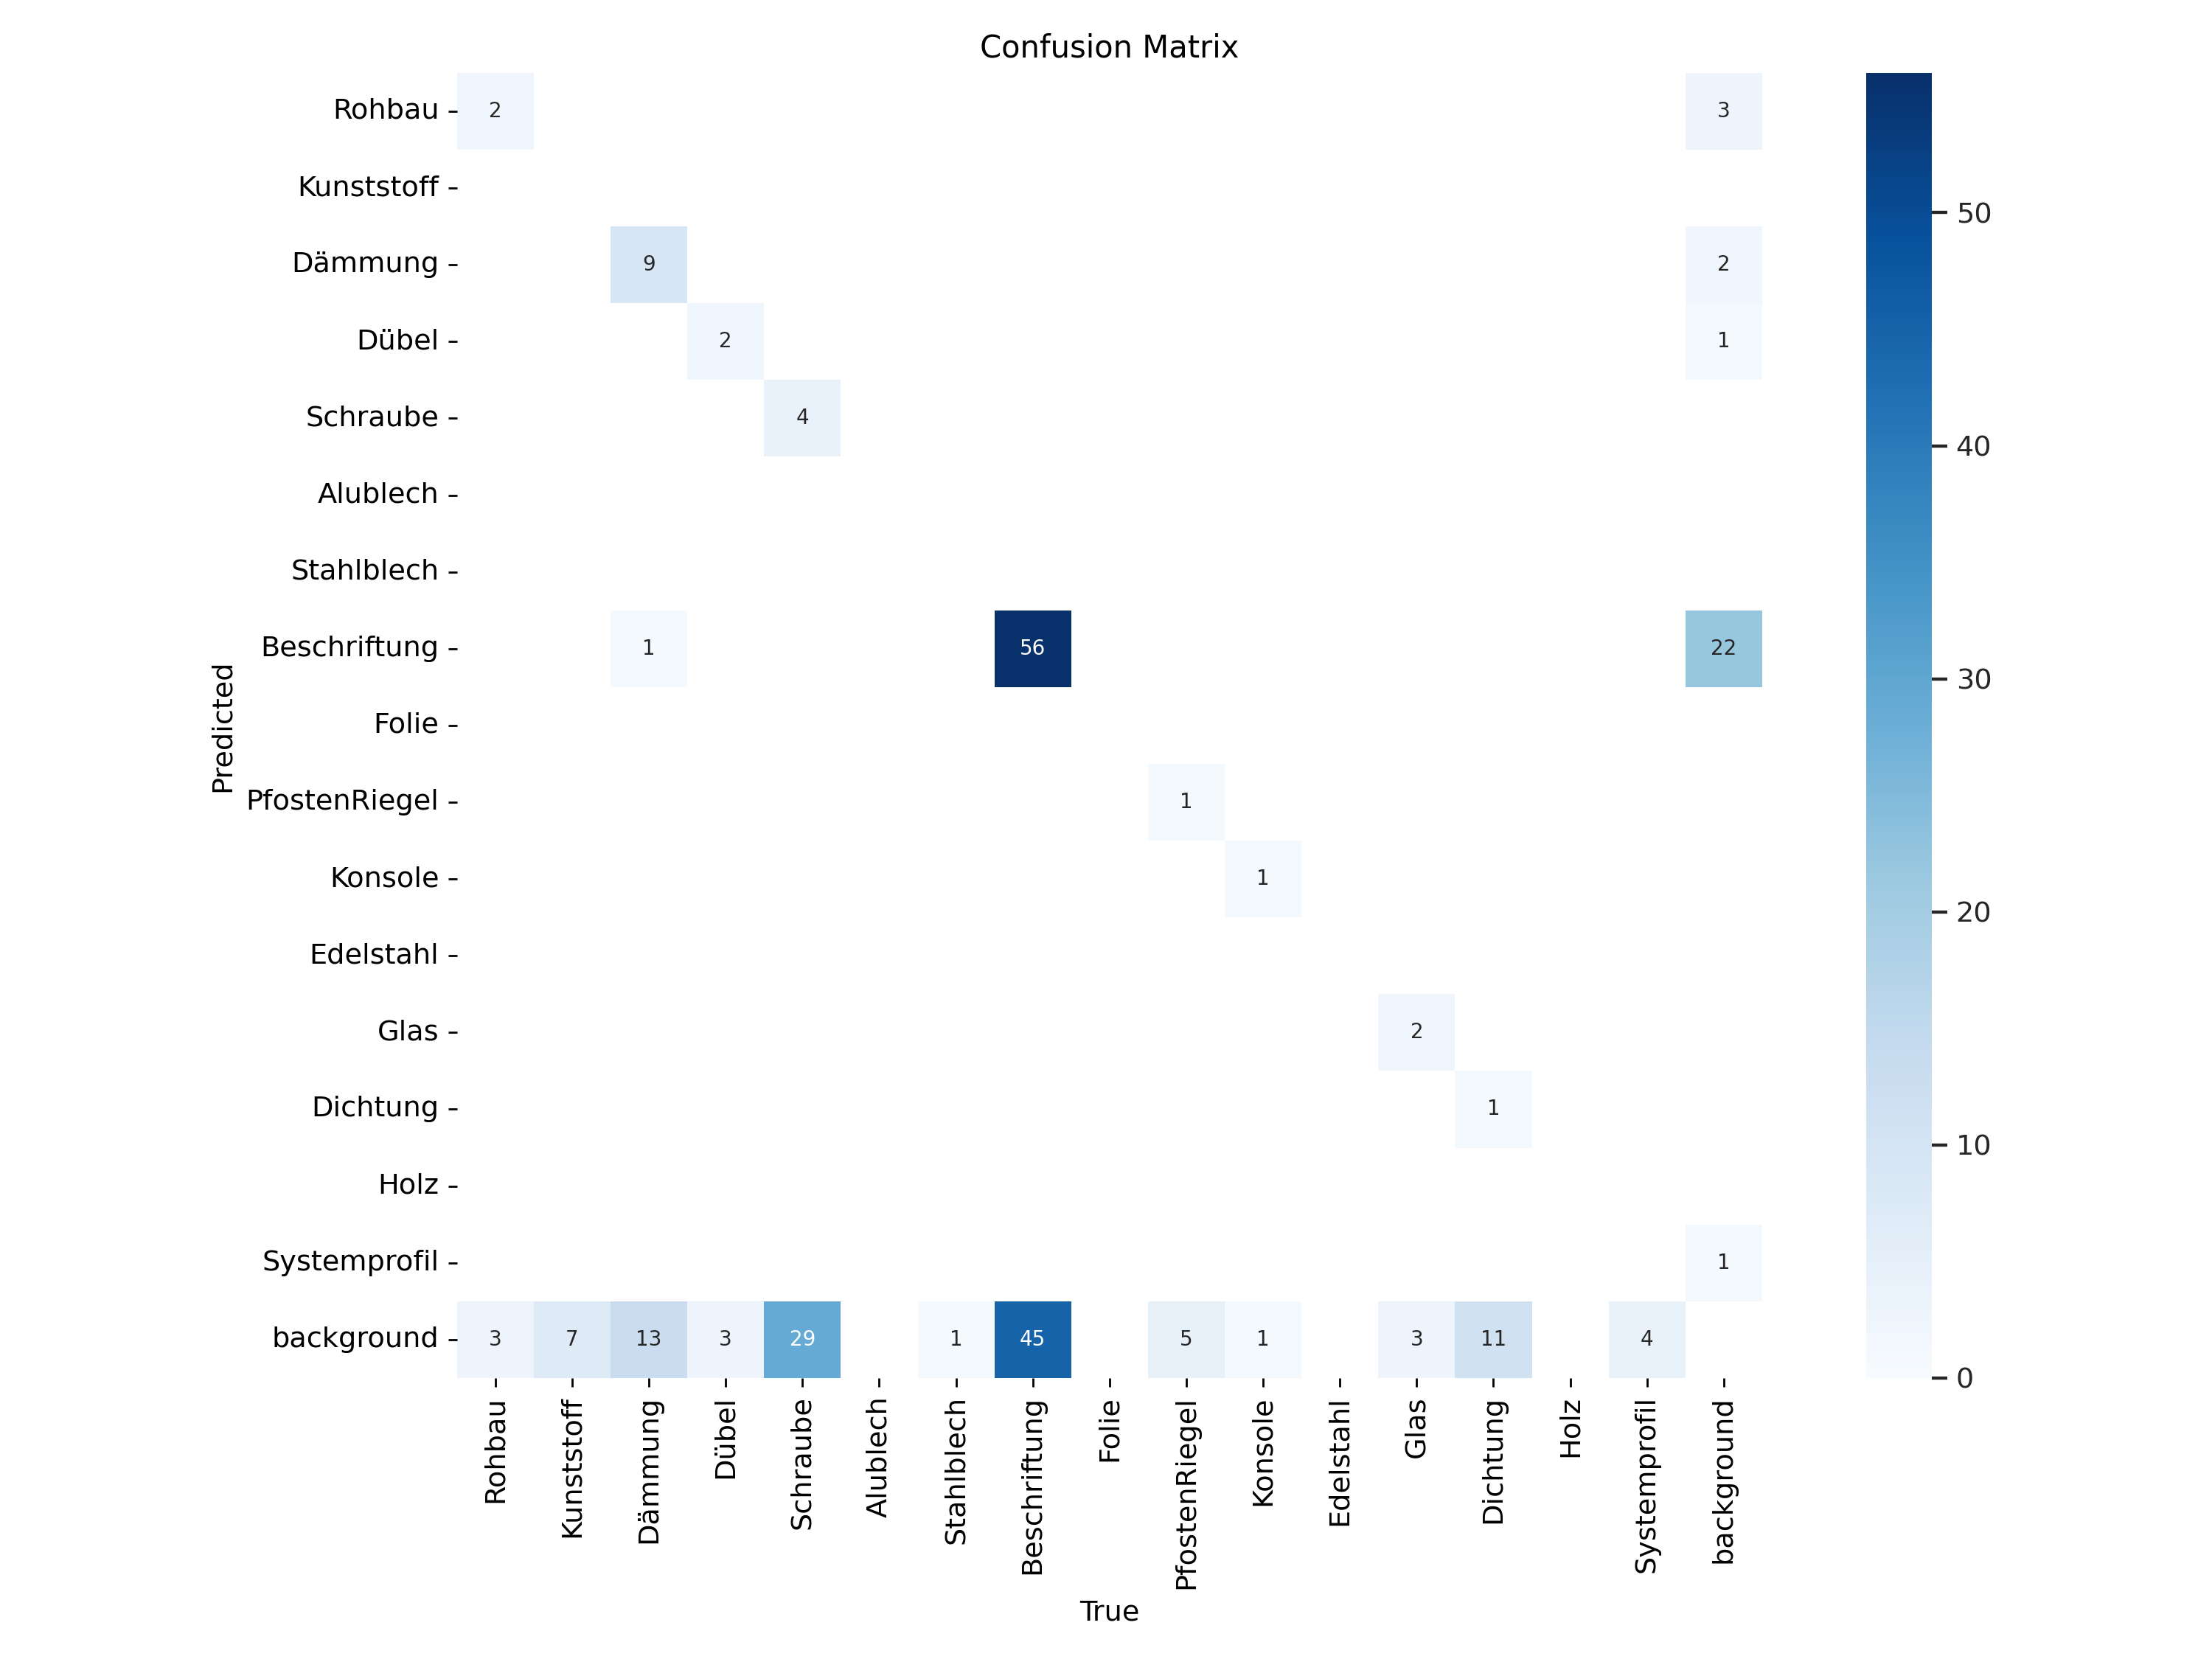 Confusion Matrix
Rohbau 2 3
Kunststoff
Dämmung 9 2
Dübel 2 1
Schraube 4
Alublech
Stahlblech
Beschriftung 1 56 22
Folie
PfostenRiegel 1
Konsole 1
Edelstahl
Glas 2
Dichtung 1
Holz
Systemprofil 1
background 3 7 13 3 29 1 45 5 1 3 11 4
Predicted
Rohbau
Kunststoff
Dämmung
Dübel
Schraube
Alublech
Stahlblech
Beschriftung
Folie
PfostenRiegel
Konsole
Edelstahl
Glas
Dichtung
Holz
Systemprofil
background
True
50
40
30
20
10
0